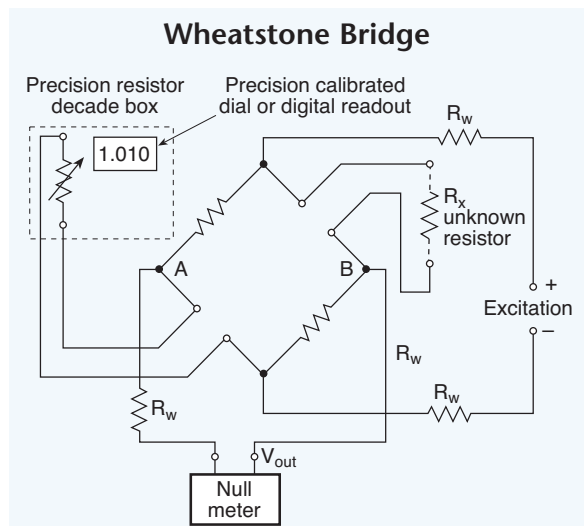 Wheatstone Bridge
Precision resistor
decade box
Precision calibrated
dial or digital readout
1.010
Rw
Rx
unknown
resistor
A
B
+
Excitation
–
Rw
Rw
Rw
Vout
Null
meter